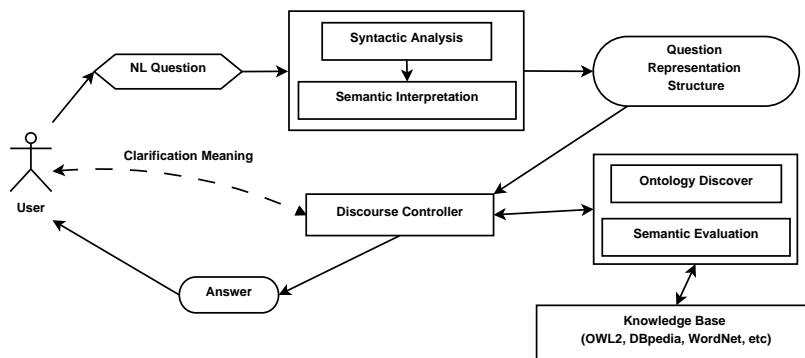 Syntactic Analysis
NL Question
Semantic Interpretation
Question
Representation
Structure
Clarification Meaning
User
Discourse Controller
Ontology Discover
Semantic Evaluation
Answer
Knowledge Base
(OWL2, DBpedia, WordNet, etc)